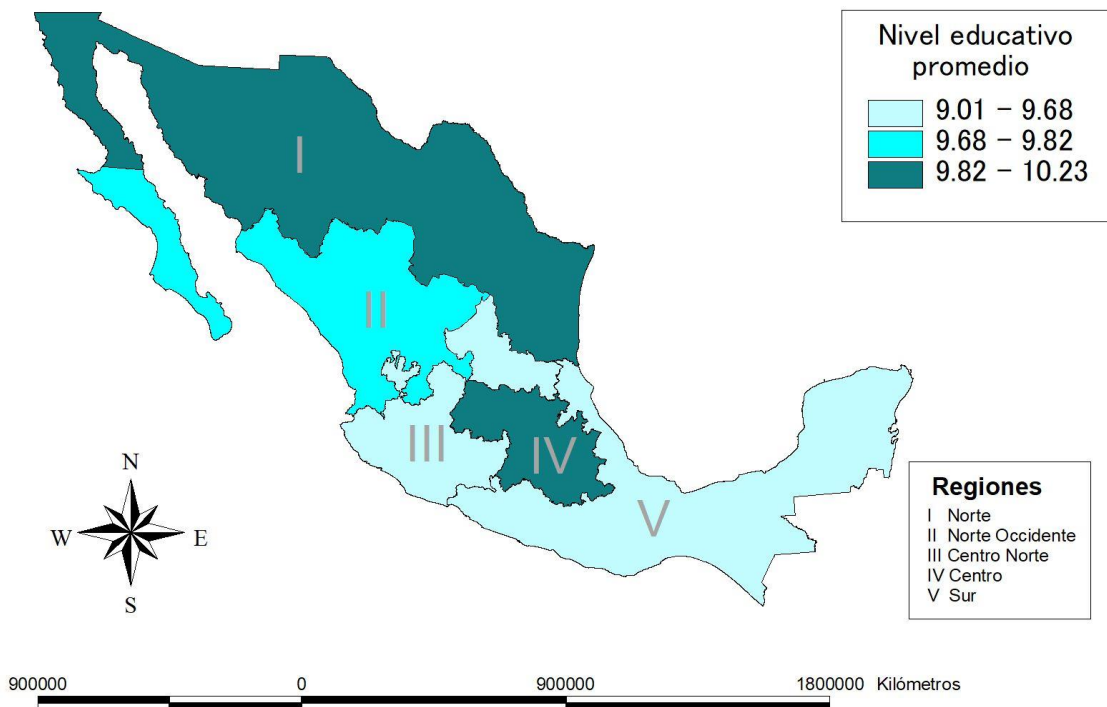 Nivel educativo
promedio
9.01 - 9.68
9.68 - 9.82
9.82 - 10.23
I
II
III
IV
V
N
W
E
S
Regiones
I Norte
II Norte Occidente
III Centro Norte
IV Centro
V Sur
900000 0 900000 1800000 Kilómetros